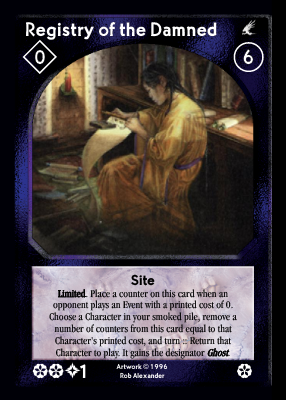 Registry of the Damned
0
6
Site
Limited. Place a counter on this card when an
opponent plays an Event with a printed cost of 0.
Choose a Character in your smoked pile, remove a
number of counters from this card equal to that
Character's printed cost, and turn :: Return that
Character to play. It gains the designator Ghost.
1
Artwork © 1996
Rob Alexander